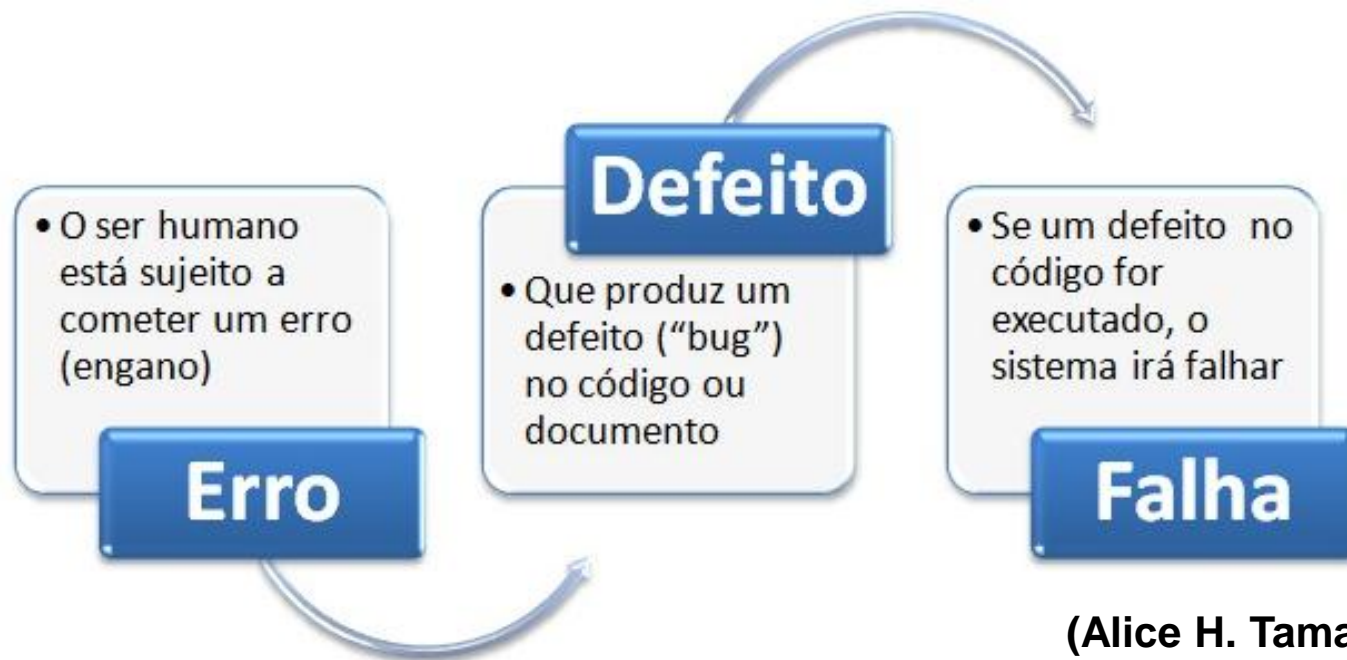 • O ser humano
está sujeito a
cometer um erro
(engano)
Erro
Defeito
• Que produz um
defeito (“bug”)
no código ou
documento
• Se um defeito no
código for
executado, o
sistema irá falhar
Falha
(Alice H.